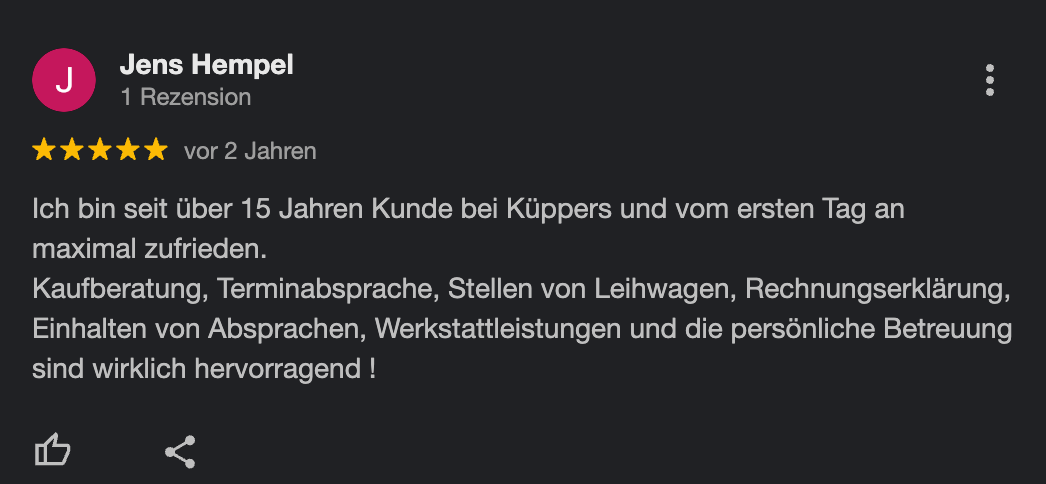 J
Jens Hempel
1 Rezension
vor 2 Jahren
Ich bin seit über 15 Jahren Kunde bei Küppers und vom ersten Tag an
maximal zufrieden.
Kaufberatung, Terminabsprache, Stellen von Leihwagen, Rechnungserklärung,
Einhalten von Absprachen, Werkstattleistungen und die persönliche Betreuung
sind wirklich hervorragend !